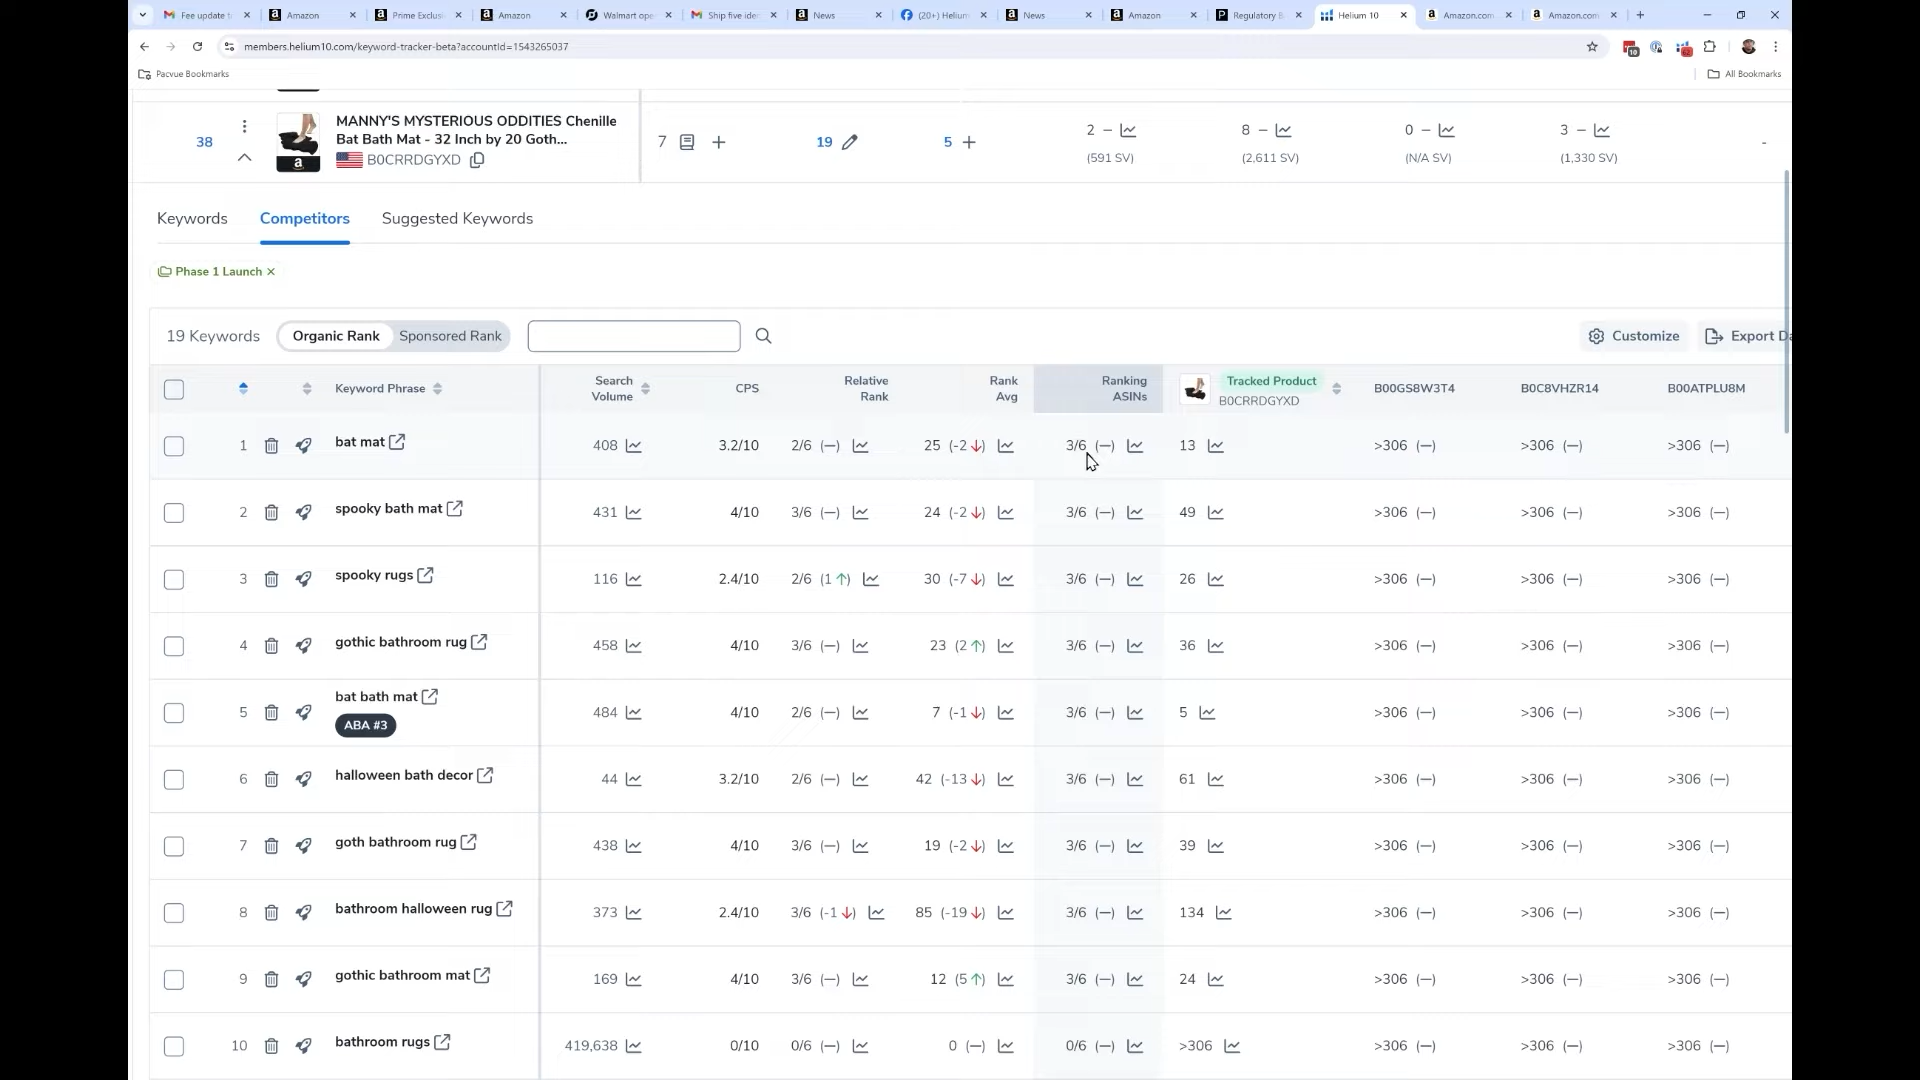 Fee update t
Amazon
Prime Exclus
Amazon
Walmart ope
Ship five ide
News
(20+) Helium
News
Amazon
Regulatory E
Helium 10
Amazon.com
Amazon.com
members.helium10.com/keyword-tracker-beta?accountId=1543265037
10
Pacvue Bookmarks
All Bookmarks
38
MANNY'S MYSTERIOUS ODDITIES Chenille
Bat Bath Mat - 32 Inch by 20 Goth...
B0CRRDGYXD
7
19
5
2 –
(591 SV)
8 –
(2,611 SV)
0 –
(N/A SV)
3 –
(1,330 SV)
-
Keywords Competitors Suggested Keywords
Phase 1 Launch ×
19 Keywords Organic Rank Sponsored Rank
Customize Export Da
Keyword Phrase
Search
Volume
CPS
Relative
Rank
Rank
Avg
Ranking
ASINs
Tracked Product
B0CRRDGYXD
B00GS8W3T4 B0C8VHZR14 B00ATPLU8M
1 bat mat 408 3.2/10 2/6 (—) 25 (-2↓) 3/6 (—) 13 >306 (—) >306 (—) >306 (—)
2 spooky bath mat 431 4/10 3/6 (—) 24 (-2↓) 3/6 (—) 49 >306 (—) >306 (—) >306 (—)
3 spooky rugs 116 2.4/10 2/6 (1↑) 30 (-7↓) 3/6 (—) 26 >306 (—) >306 (—) >306 (—)
4 gothic bathroom rug 458 4/10 3/6 (—) 23 (2↑) 3/6 (—) 36 >306 (—) >306 (—) >306 (—)
5 bat bath mat 484 4/10 2/6 (—) 7 (-1↓) 3/6 (—) 5 >306 (—) >306 (—) >306 (—)
ABA #3
6 halloween bath decor 44 3.2/10 2/6 (—) 42 (-13↓) 3/6 (—) 61 >306 (—) >306 (—) >306 (—)
7 goth bathroom rug 438 4/10 3/6 (—) 19 (-2↓) 3/6 (—) 39 >306 (—) >306 (—) >306 (—)
8 bathroom halloween rug 373 2.4/10 3/6 (-1↓) 85 (-19↓) 3/6 (—) 134 >306 (—) >306 (—) >306 (—)
9 gothic bathroom mat 169 4/10 3/6 (—) 12 (5↑) 3/6 (—) 24 >306 (—) >306 (—) >306 (—)
10 bathroom rugs 419,638 0/10 0/6 (—) 0 (—) 0/6 (—) >306 >306 (—) >306 (—) >306 (—)